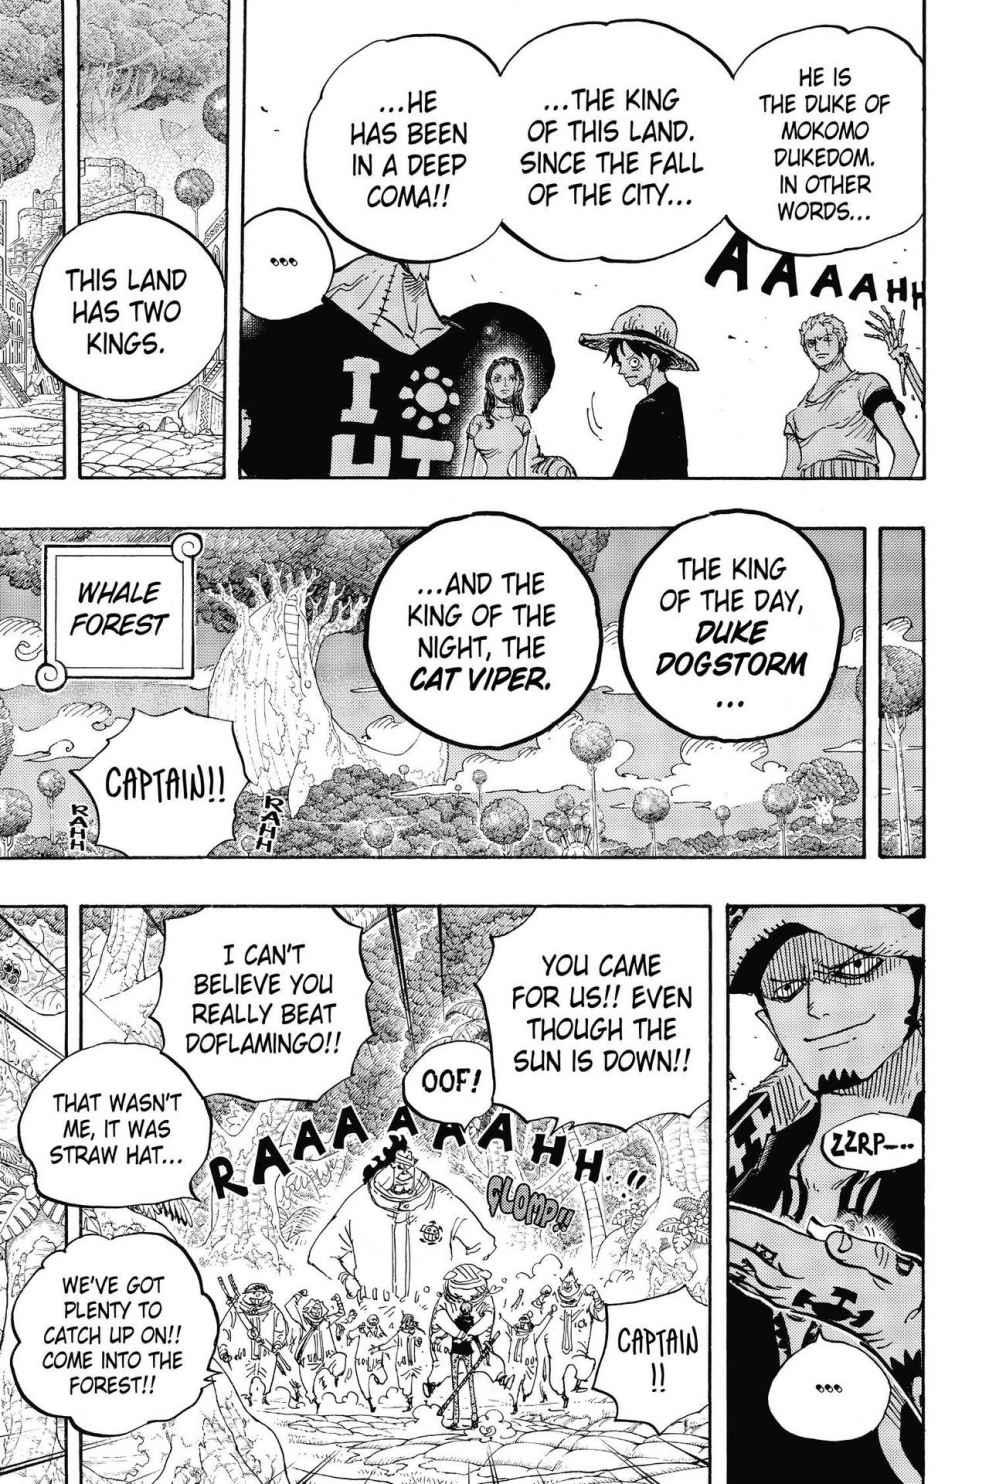 HE IS
THE DUKE OF
MOKOMO
DUKEDOM.
IN OTHER
WORDS...
...THE KING
OF THIS LAND.
SINCE THE FALL
OF THE CITY...
...HE
HAS BEEN
IN A DEEP
COMA!!
AAAAAHH
...
I
UT
THIS LAND
HAS TWO
KINGS.
THE KING
OF THE DAY,
DUKE
DOGSTORM
...
...AND THE
KING OF THE
NIGHT, THE
CAT VIPER.
WHALE
FOREST
CAPTAIN!!
RAHH
RAHH
ZZRP—...
...
YOU CAME
FOR US!! EVEN
THOUGH THE
SUN IS DOWN!!
I CAN'T
BELIEVE YOU
REALLY BEAT
DOFLAMINGO!!
OOF!
RAAAAAAHH...!!
GLOMP!!
CAPTAIN
!!
THAT WASN'T
ME, IT WAS
STRAW HAT...
WE'VE GOT
PLENTY TO
CATCH UP ON!!
COME INTO THE
FOREST!!